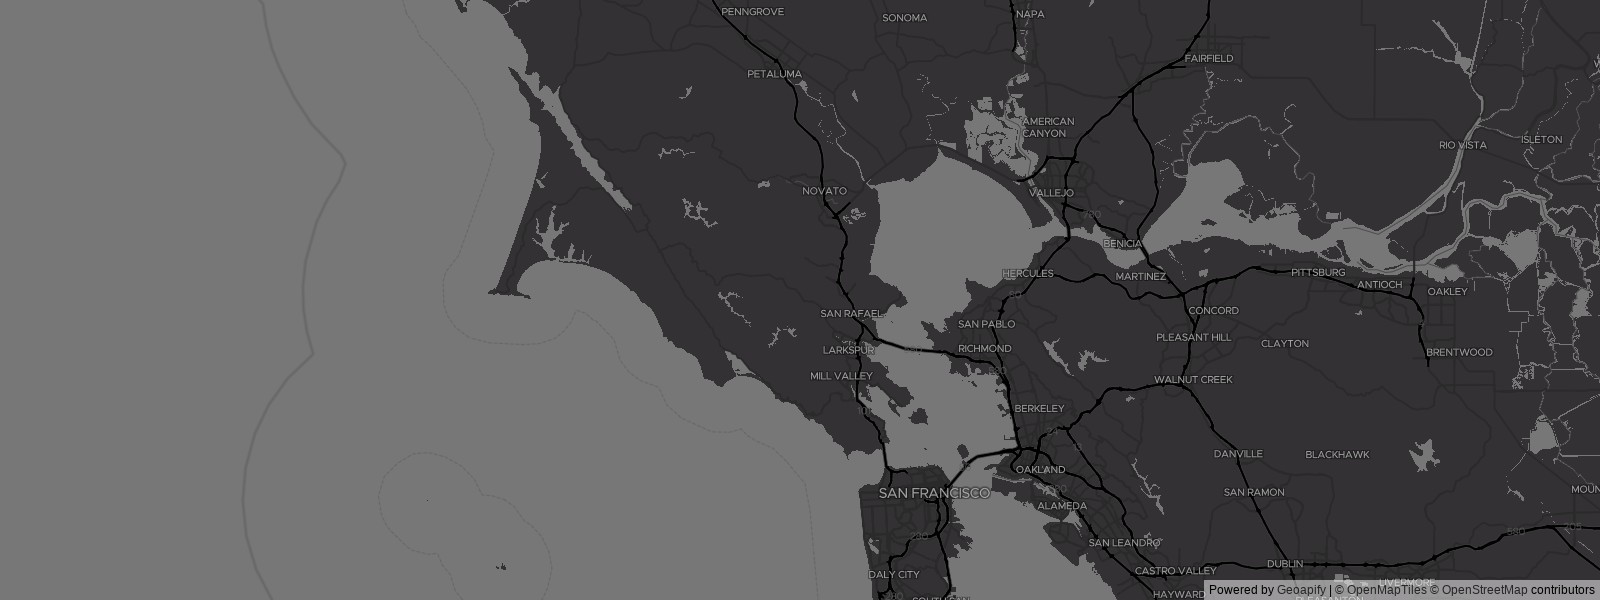 PENNGROVE
SONOMA
NAPA
FAIRFIELD
PETALUMA
AMERICAN
CANYON
RIO VISTA
ISLETON
NOVATO
VALLEJO
BENICIA
HERCULES
MARTINEZ
PITTSBURG
ANTIOCH
OAKLEY
80
SAN RAFAEL
SAN PABLO
CONCORD
PLEASANT HILL
CLAYTON
LARKSPUR
RICHMOND
BRENTWOOD
MILL VALLEY
WALNUT CREEK
BERKELEY
DANVILLE
BLACKHAWK
OAKLAND
SAN FRANCISCO
SAN RAMON
ALAMEDA
580
SAN LEANDRO
DUBLIN
DALY CITY
CASTRO VALLEY
LIVERMORE
HAYWARD
Powered by Geoapify | © OpenMapTiles © OpenStreetMap contributors